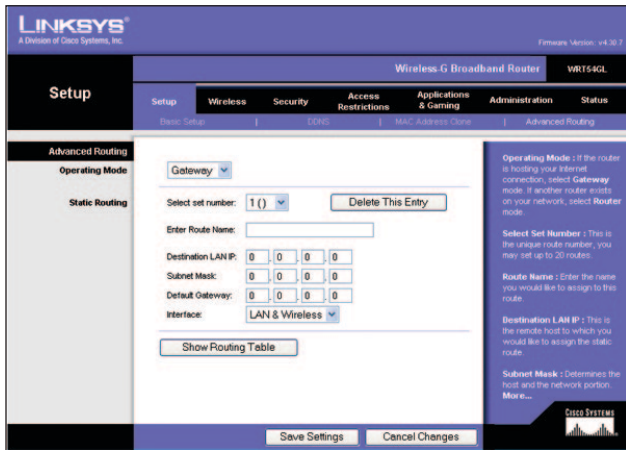 LINKSYS®
A Division of Cisco Systems, Inc.
Firmware Version: v4.30.7
Wireless-G Broadband Router
WRT54GL
Setup
Setup
Wireless
Security
Access Restrictions
Applications & Gaming
Administration
Status
Basic Setup | DDNS | MAC Address Clone | Advanced Routing
Advanced Routing
Operating Mode
Gateway
Static Routing
Select set number:
1 ()
Delete This Entry
Enter Route Name:
Destination LAN IP:
0 . 0 . 0 . 0
Subnet Mask:
0 . 0 . 0 . 0
Default Gateway:
0 . 0 . 0 . 0
Interface:
LAN & Wireless
Show Routing Table
Operating Mode : If the router
is hosting your Internet
connection, select Gateway
mode. If another router exists
on your network, select Router
mode.
Select Set Number : This is
the unique route number, you
may set up to 20 routes.
Route Name : Enter the name
you would like to assign to this
route.
Destination LAN IP : This is
the remote host to which you
would like to assign the static
route.
Subnet Mask : Determines the
host and the network portion.
More...
Save Settings
Cancel Changes
CISCO SYSTEMS